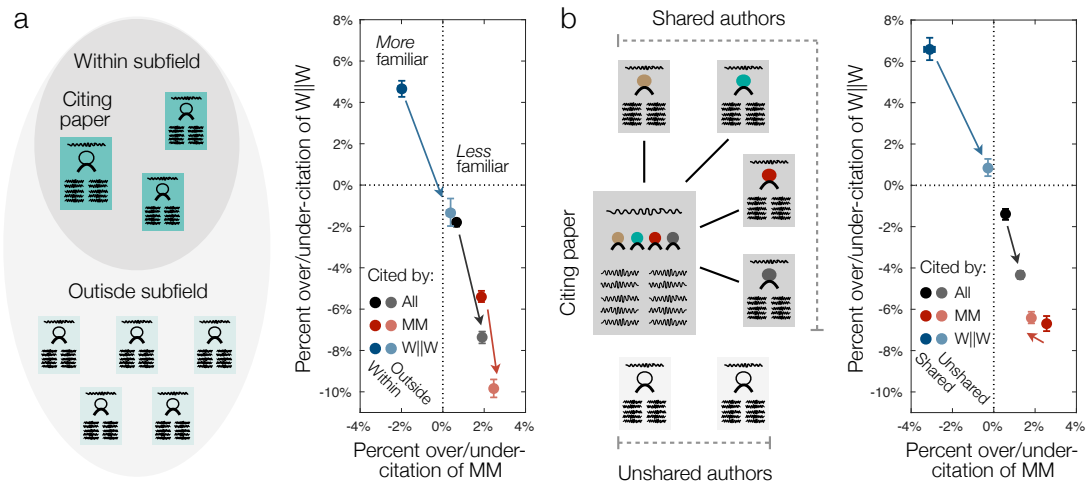 a
Within subfield
Citing
paper
Outisde subfield
Percent over/under-citation of W||W
8%
6%
4%
2%
0%
-2%
-4%
-6%
-8%
-10%
More
familiar
Less
familiar
Cited by:
All
MM
W||W
Within
Outside
-4% -2% 0% 2% 4%
Percent over/under-
citation of MM
b
Shared authors
Citing paper
Unshared authors
Percent over/under-citation of W||W
8%
6%
4%
2%
0%
-2%
-4%
-6%
-8%
-10%
Cited by:
All
MM
W||W
Shared
Unshared
-4% -2% 0% 2% 4%
Percent over/under-
citation of MM